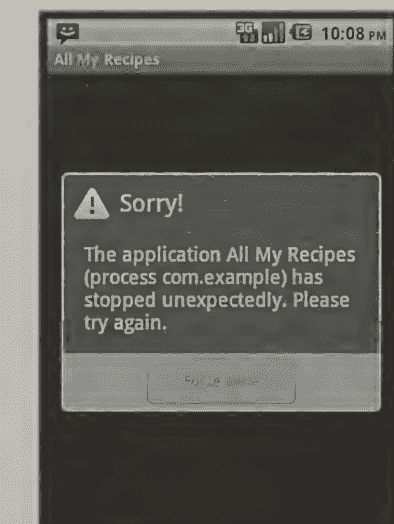 3G
10:08 PM
All My Recipes
Sorry!
The application All My Recipes
(process com.example) has
stopped unexpectedly. Please
try again.